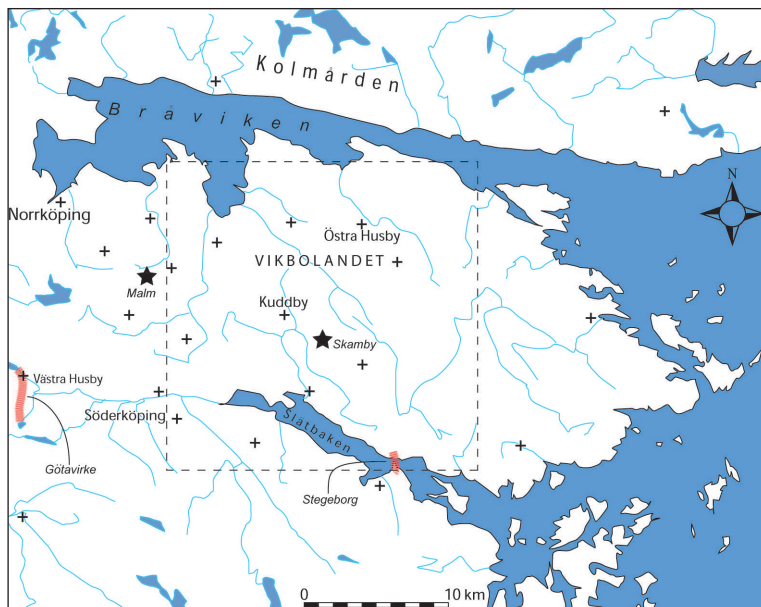 Kolmården
Bråviken
N
Norrköping
Östra Husby
VIKBOLANDET
Malm
Kuddby
Skamby
Västra Husby
Söderköping
Slätbaken
Götavirke
Stegeborg
0 10 km